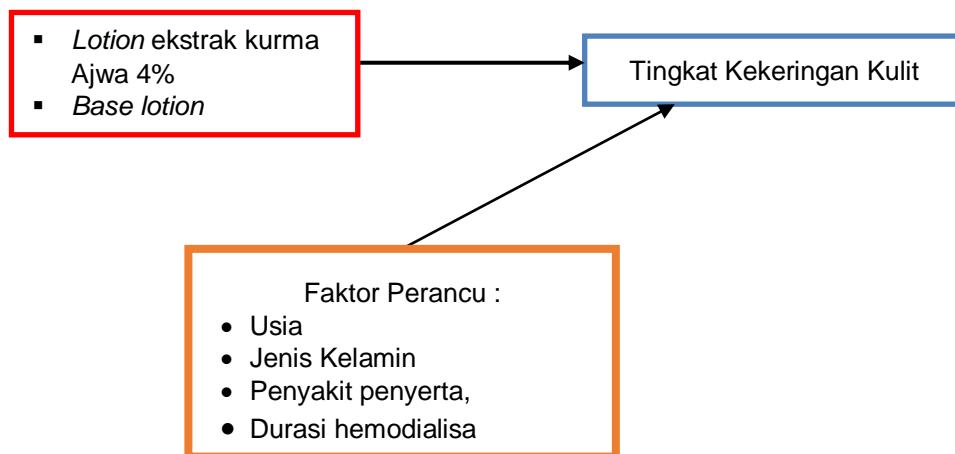 ▪ Lotion ekstrak kurma
Ajwa 4%
▪ Base lotion
Tingkat Kekeringan Kulit
Faktor Perancu :
• Usia
• Jenis Kelamin
• Penyakit penyerta,
• Durasi hemodialisa